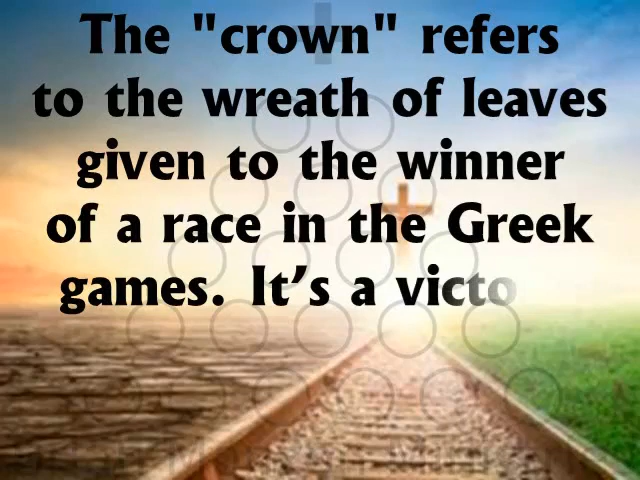 The "crown" refers
to the wreath of leaves
given to the winner
of a race in the Greek
games. It’s a victo